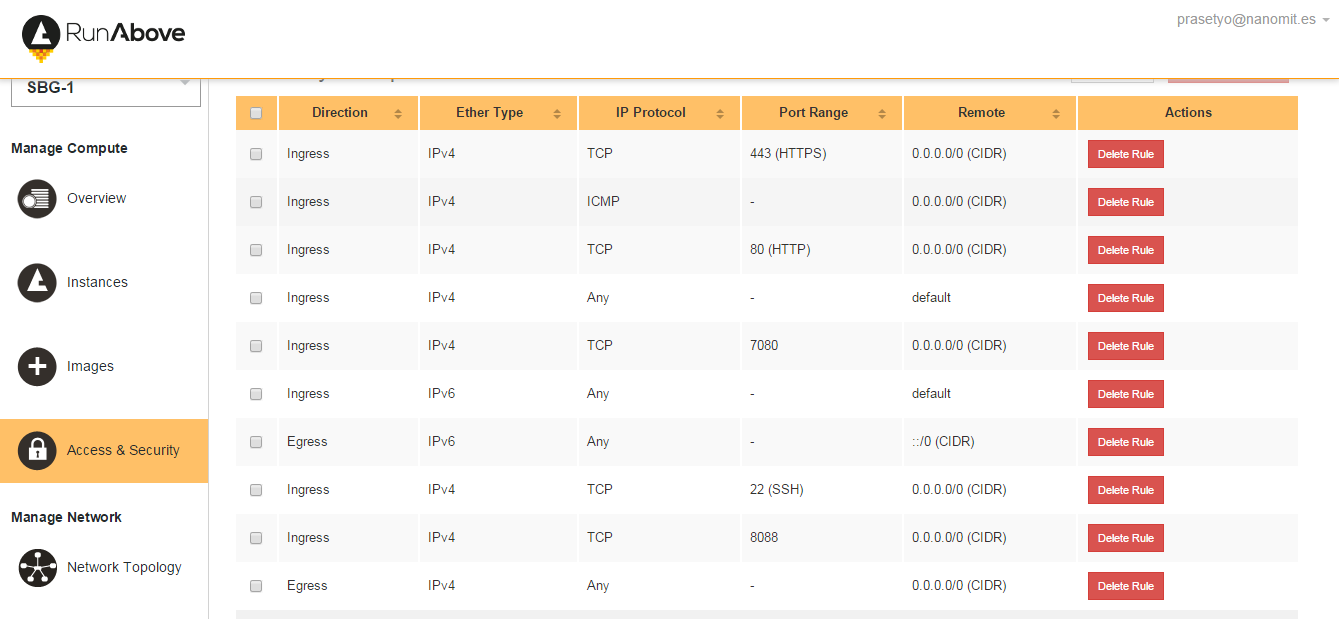 RunAbove
prasetyo@nanomit.es
SBG-1
Manage Compute
Overview
Instances
Images
Access & Security
Manage Network
Network Topology
Direction Ether Type IP Protocol Port Range Remote Actions
Ingress IPv4 TCP 443 (HTTPS) 0.0.0.0/0 (CIDR) Delete Rule
Ingress IPv4 ICMP - 0.0.0.0/0 (CIDR) Delete Rule
Ingress IPv4 TCP 80 (HTTP) 0.0.0.0/0 (CIDR) Delete Rule
Ingress IPv4 Any - default Delete Rule
Ingress IPv4 TCP 7080 0.0.0.0/0 (CIDR) Delete Rule
Ingress IPv6 Any - default Delete Rule
Egress IPv6 Any - ::/0 (CIDR) Delete Rule
Ingress IPv4 TCP 22 (SSH) 0.0.0.0/0 (CIDR) Delete Rule
Ingress IPv4 TCP 8088 0.0.0.0/0 (CIDR) Delete Rule
Egress IPv4 Any - 0.0.0.0/0 (CIDR) Delete Rule